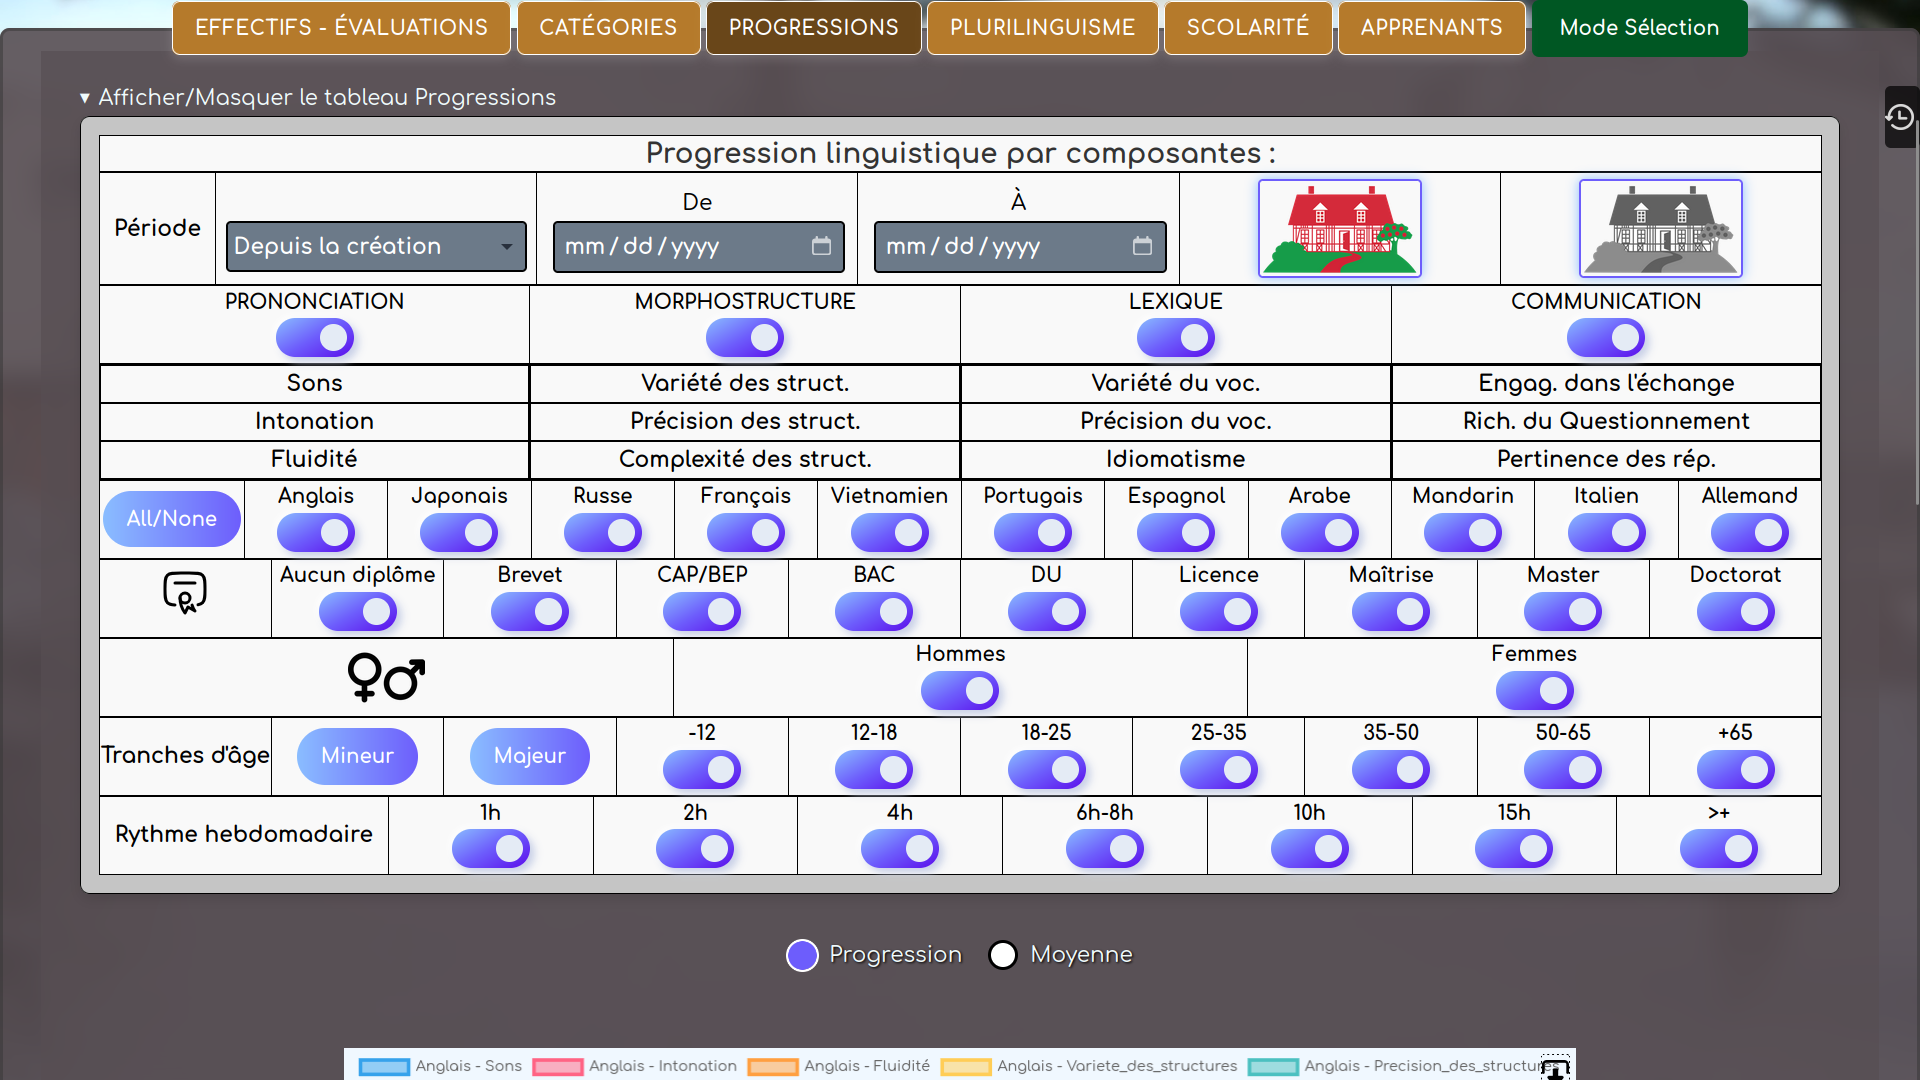 EFFECTIFS - ÉVALUATIONS CATÉGORIES PROGRESSIONS PLURILINGUISME SCOLARITÉ APPRENANTS Mode Sélection
▾ Afficher/Masquer le tableau Progressions
Progression linguistique par composantes :
Période Depuis la création De mm/dd/yyyy À mm/dd/yyyy
PRONONCIATION MORPHOSTRUCTURE LEXIQUE COMMUNICATION
Sons Variété des struct. Variété du voc. Engag. dans l'échange
Intonation Précision des struct. Précision du voc. Rich. du Questionnement
Fluidité Complexité des struct. Idiomatisme Pertinence des rép.
All/None Anglais Japonais Russe Français Vietnamien Portugais Espagnol Arabe Mandarin Italien Allemand
Aucun diplôme Brevet CAP/BEP BAC DU Licence Maîtrise Master Doctorat
Hommes Femmes
Tranches d'âge Mineur Majeur -12 12-18 18-25 25-35 35-50 50-65 +65
Rythme hebdomadaire 1h 2h 4h 6h-8h 10h 15h >+
Progression Moyenne
Anglais - Sons Anglais - Intonation Anglais - Fluidité Anglais - Variete_des_structures Anglais - Precision_des_structures